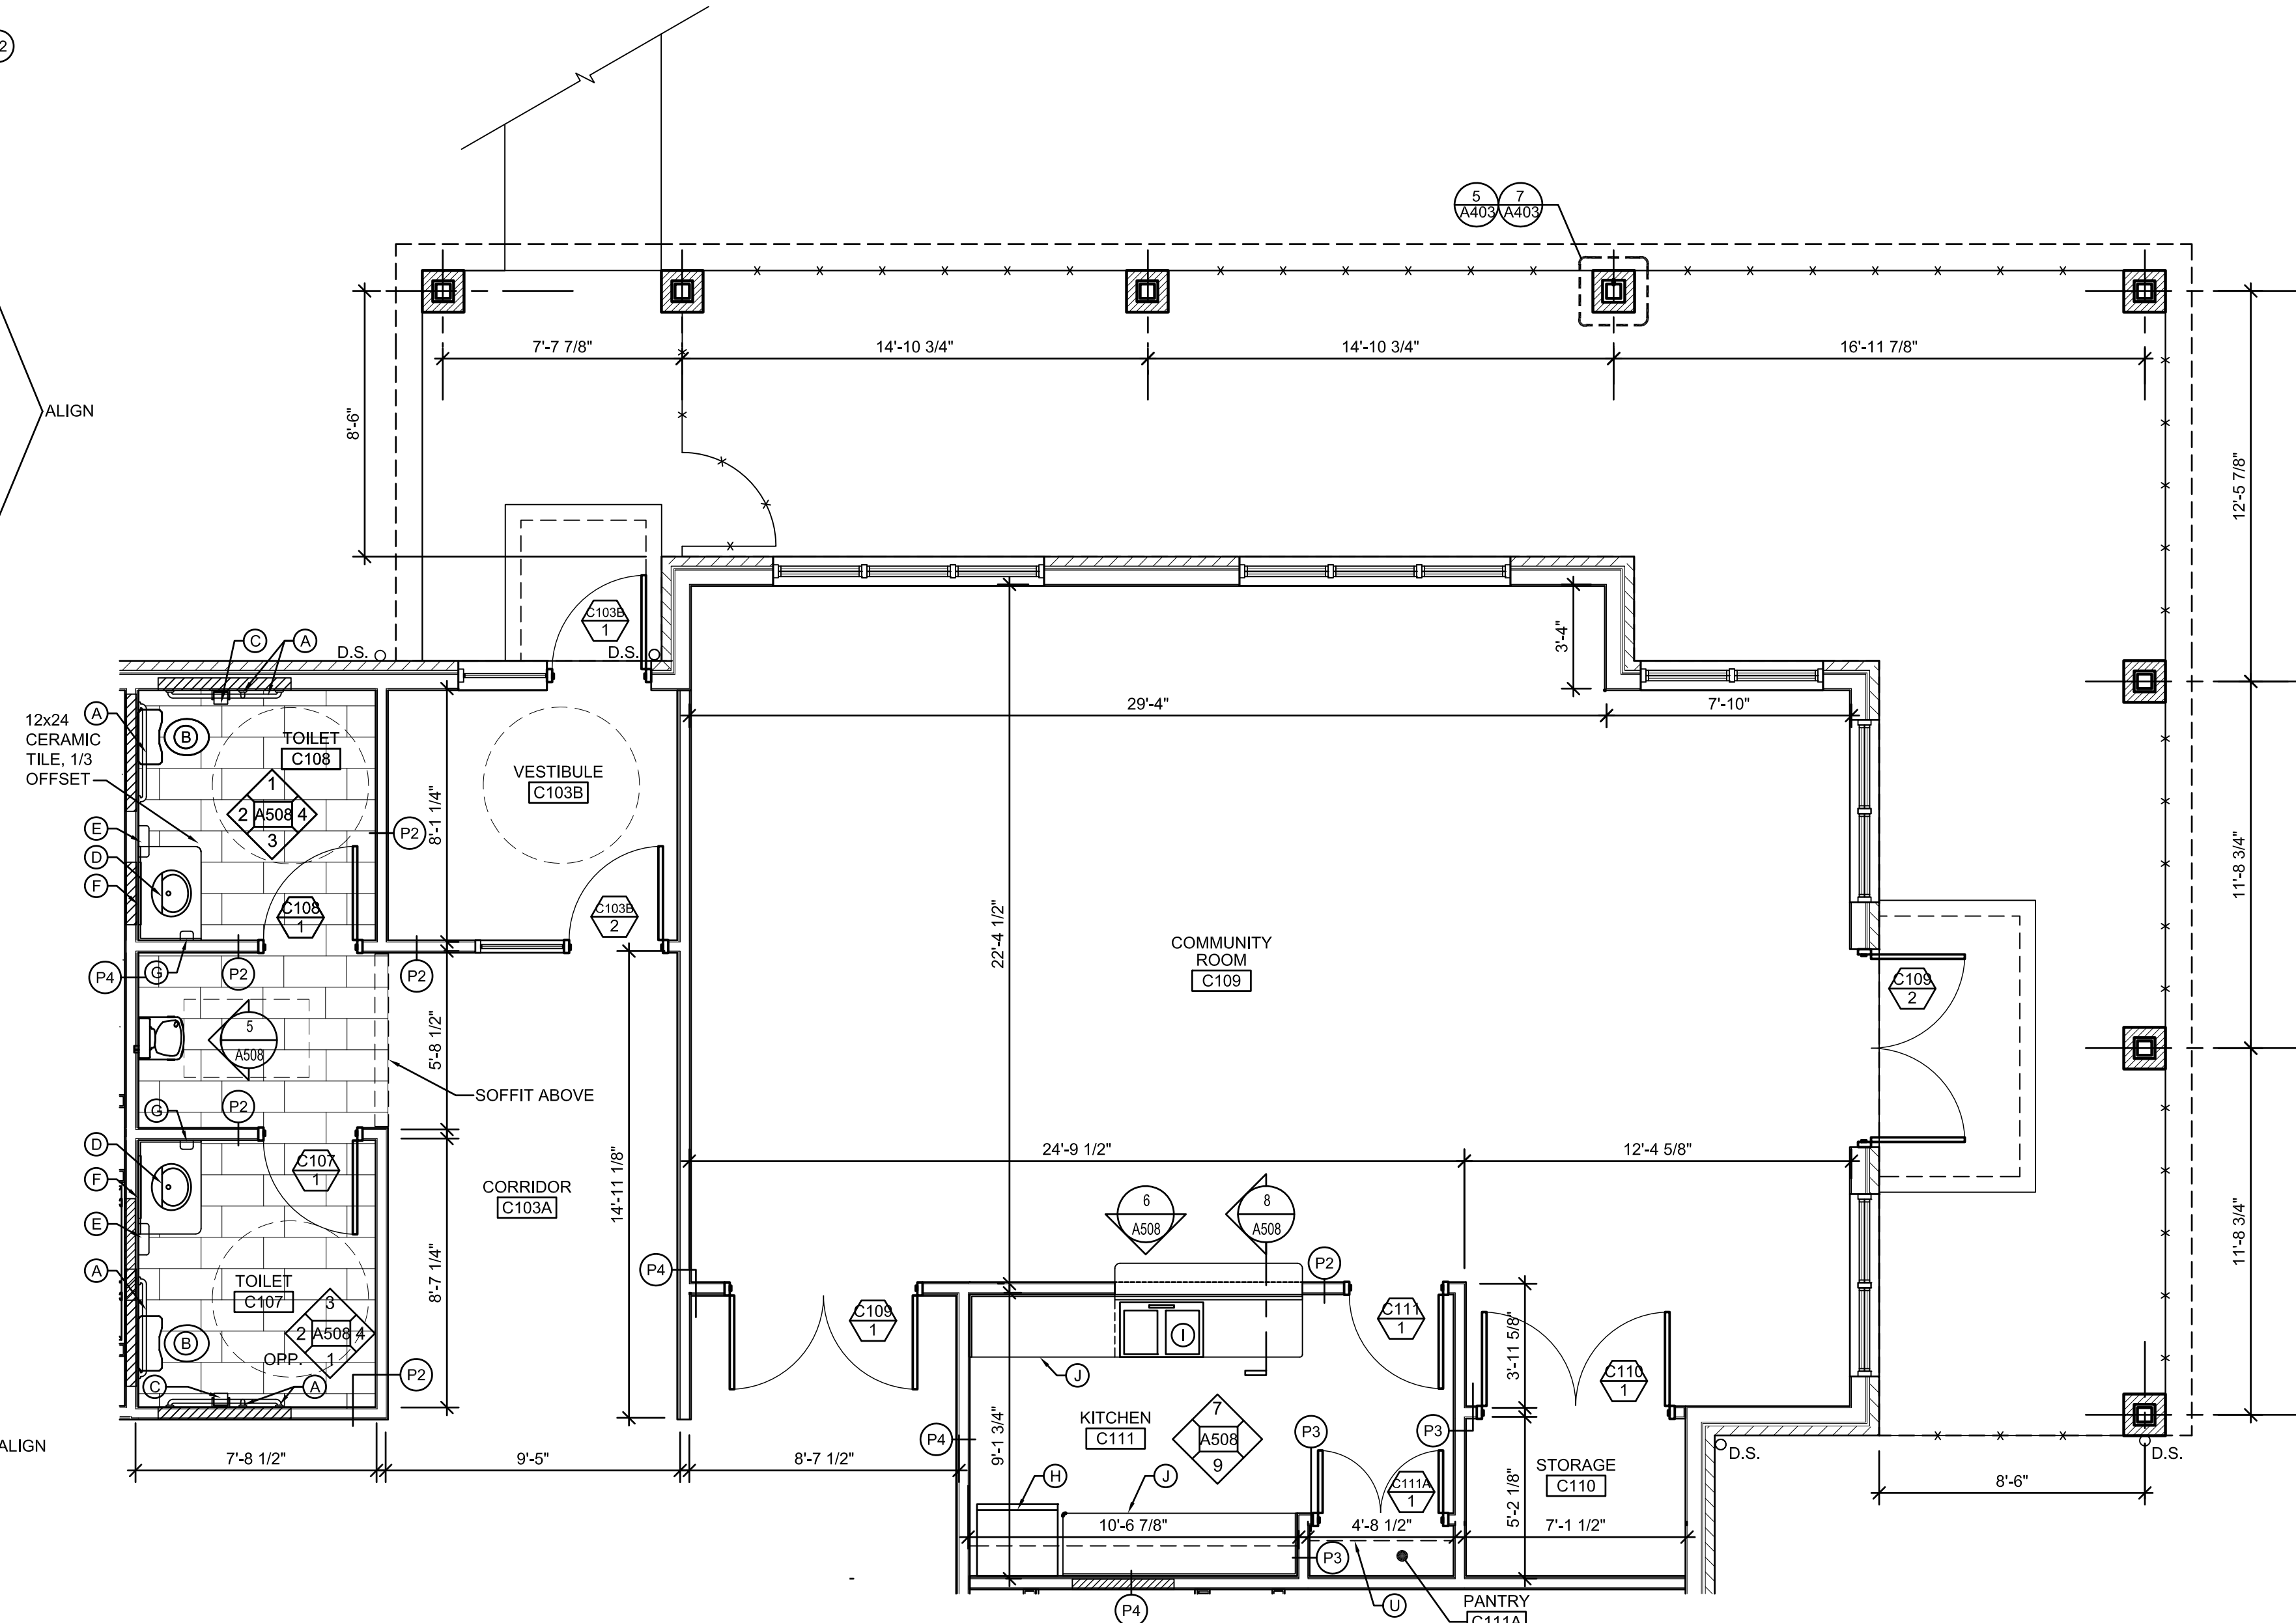 2
5
A403
7
A403
7'-7 7/8"
14'-10 3/4"
14'-10 3/4"
16'-11 7/8"
8'-6"
12'-5 7/8"
ALIGN
C103B
1
D.S.
D.S.
C
A
3'-4"
29'-4"
7'-10"
12x24
CERAMIC
TILE, 1/3
OFFSET
A
B
TOILET
C108
1
2 A508 4
3
VESTIBULE
C103B
P2
8'-1 1/4"
E
D
F
C108
1
C103B
2
11'-8 3/4"
22'-4 1/2"
COMMUNITY
ROOM
C109
C109
2
P4
G
P2
P2
5
A508
5'-8 1/2"
SOFFIT ABOVE
G
P2
D
F
E
A
C107
1
CORRIDOR
C103A
14'-11 1/8"
24'-9 1/2"
12'-4 5/8"
6
A508
8
A508
11'-8 3/4"
8'-7 1/4"
P4
P2
TOILET
C107
3
2 A508 4
1
B
OPP.
C
A
P2
C109
1
I
C111
1
3'-11 5/8"
J
C110
1
KITCHEN
C111
7
A508
9
P4
9'-1 3/4"
P3
P3
ALIGN
7'-8 1/2"
9'-5"
8'-7 1/2"
H
J
C111A
1
STORAGE
C110
5'-2 1/8"
D.S.
D.S.
8'-6"
10'-6 7/8"
4'-8 1/2"
7'-1 1/2"
P3
P4
U
PANTRY
C111A